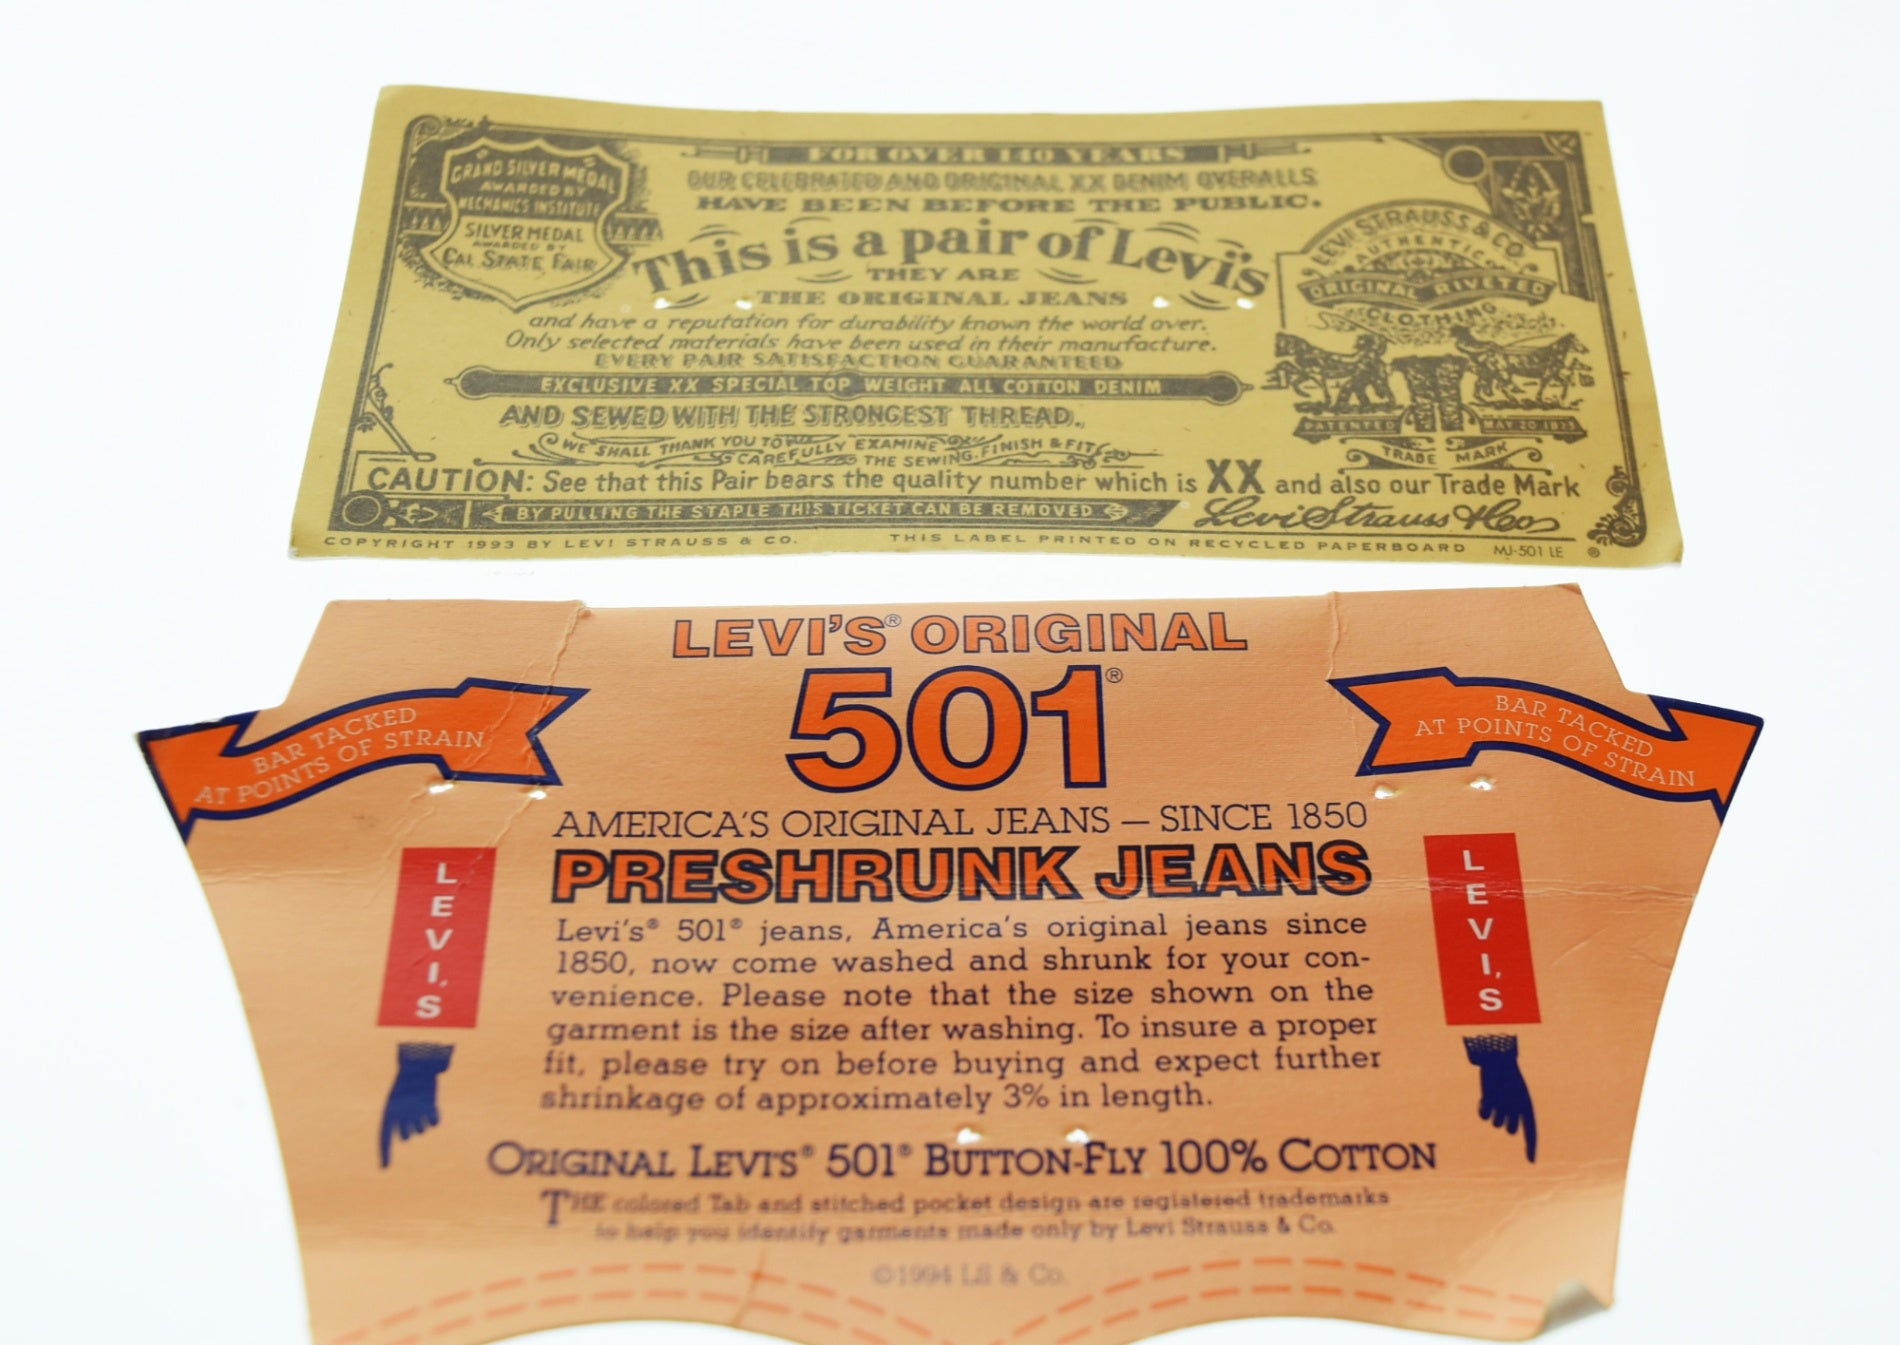 GRAND SILVER MEDAL
AWARDED BY
MECHANICS INSTITUTE
SILVER MEDAL
AWARDED BY
CAL. STATE FAIR
FOR OVER 140 YEARS
OUR CELEBRATED AND ORIGINAL XX DENIM OVERALLS
HAVE BEEN BEFORE THE PUBLIC.
This is a pair of Levi's
THEY ARE
THE ORIGINAL JEANS
and have a reputation for durability known the world over.
Only selected materials have been used in their manufacture.
EVERY PAIR SATISFACTION GUARANTEED
EXCLUSIVE XX SPECIAL TOP WEIGHT ALL COTTON DENIM
AND SEWED WITH THE STRONGEST THREAD.
WE SHALL THANK YOU TO CAREFULLY EXAMINE THE SEWING, FINISH & FIT
LEVI STRAUSS & CO.
AUTHENTIC
ORIGINAL RIVETED
CLOTHING
PATENTED MAY 20 1873
TRADE MARK
CAUTION: See that this Pair bears the quality number which is XX and also our Trade Mark
BY PULLING THE STAPLE THIS TICKET CAN BE REMOVED
Levi Strauss & Co
COPYRIGHT 1993 BY LEVI STRAUSS & CO. THIS LABEL PRINTED ON RECYCLED PAPERBOARD MJ-501 LE ®
LEVI'S® ORIGINAL
501®
BAR TACKED
AT POINTS OF STRAIN
BAR TACKED
AT POINTS OF STRAIN
AMERICA'S ORIGINAL JEANS — SINCE 1850
PRESHRUNK JEANS
LEVI'S
LEVI'S
Levi's® 501® jeans, America's original jeans since
1850, now come washed and shrunk for your con-
venience. Please note that the size shown on the
garment is the size after washing. To insure a proper
fit, please try on before buying and expect further
shrinkage of approximately 3% in length.
ORIGINAL LEVI'S® 501® BUTTON-FLY 100% COTTON
THE colored Tab and stitched pocket design are registered trademarks
to help you identify garments made only by Levi Strauss & Co.
©1994 LS & Co.